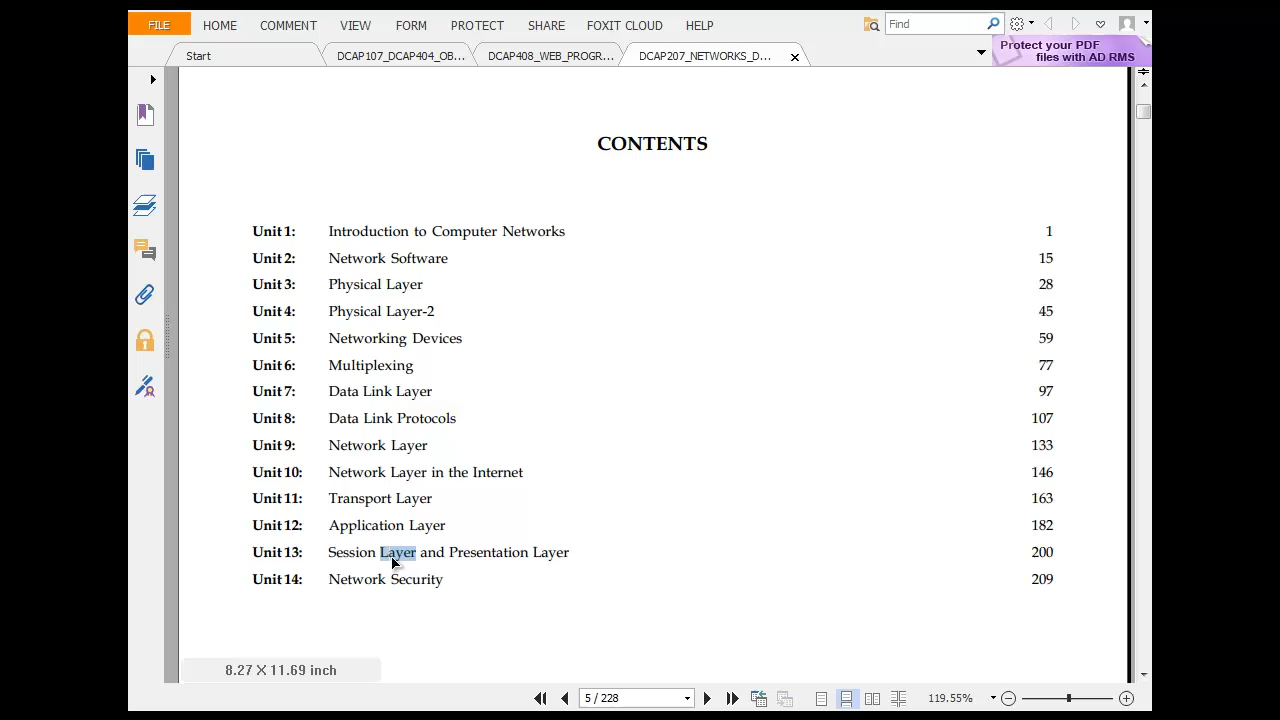 FILE HOME COMMENT VIEW FORM PROTECT SHARE FOXIT CLOUD HELP Find
Start DCAP107_DCAP404_OB... DCAP408_WEB_PROGR... DCAP207_NETWORKS_D...
Protect your PDF
files with AD RMS
CONTENTS
Unit 1: Introduction to Computer Networks 1
Unit 2: Network Software 15
Unit 3: Physical Layer 28
Unit 4: Physical Layer-2 45
Unit 5: Networking Devices 59
Unit 6: Multiplexing 77
Unit 7: Data Link Layer 97
Unit 8: Data Link Protocols 107
Unit 9: Network Layer 133
Unit 10: Network Layer in the Internet 146
Unit 11: Transport Layer 163
Unit 12: Application Layer 182
Unit 13: Session Layer and Presentation Layer 200
Unit 14: Network Security 209
8.27 X 11.69 inch
5 / 228 119.55%